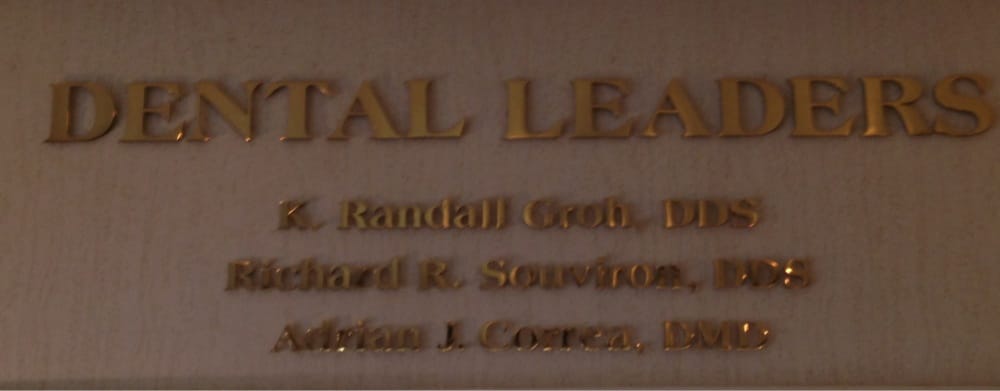 DENTAL LEADERS
K. Randall Groh, DDS
Richard R. Souviron, DDS
Adrian J. Correa, DMD